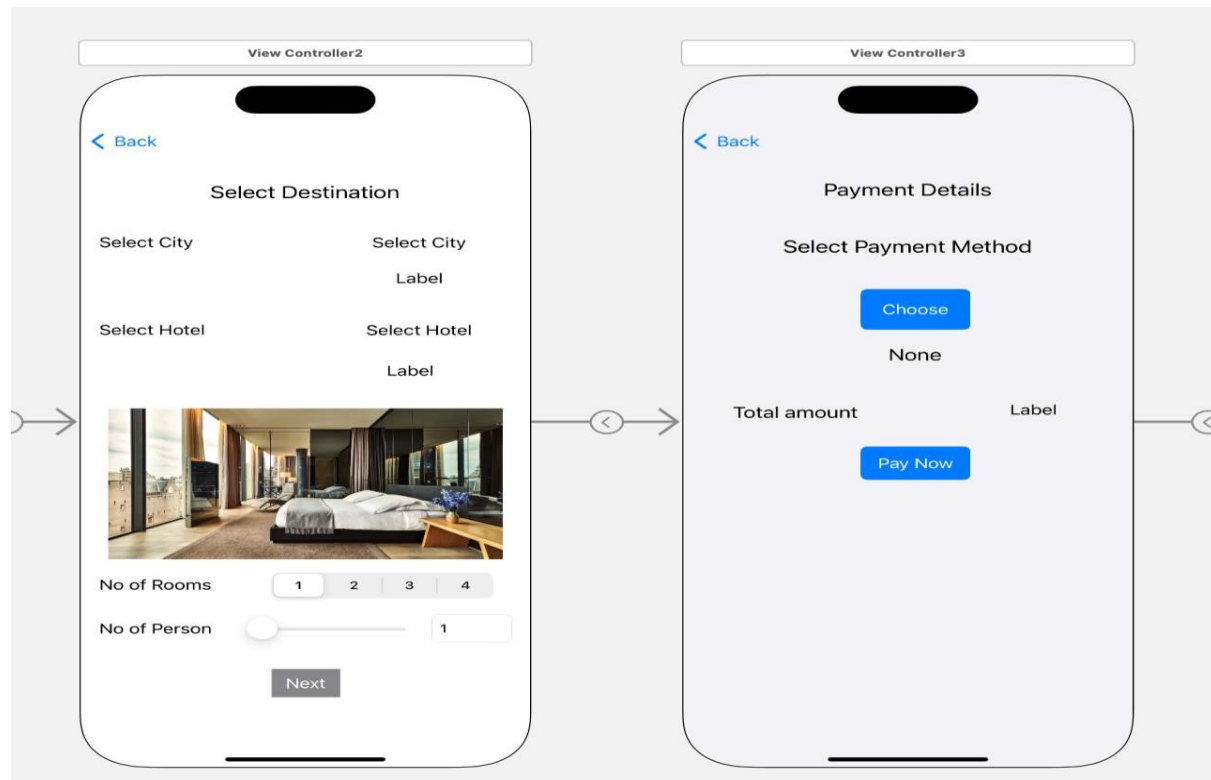 View Controller2
Back
Select Destination
Select City Select City
Label
Select Hotel Select Hotel
Label
No of Rooms 1 2 3 4
No of Person 1
Next
View Controller3
Back
Payment Details
Select Payment Method
Choose
None
Total amount Label
Pay Now